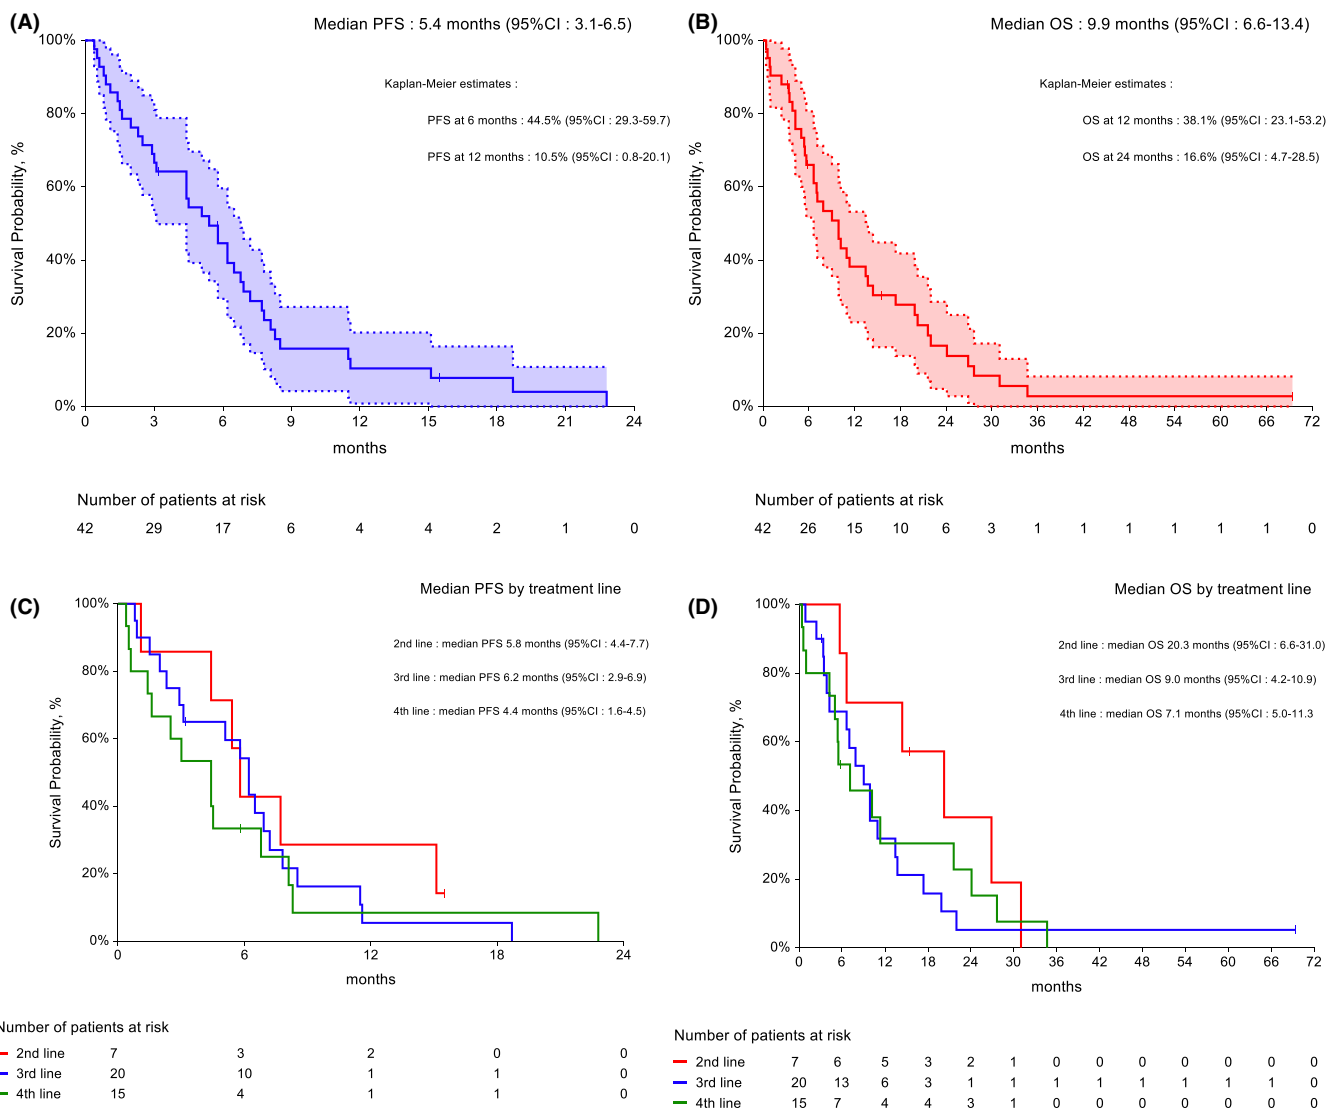 (A)
Median PFS : 5.4 months (95%CI : 3.1-6.5)
Kaplan-Meier estimates :
PFS at 6 months : 44.5% (95%CI : 29.3-59.7)
PFS at 12 months : 10.5% (95%CI : 0.8-20.1)
Survival Probability, %
100%
80%
60%
40%
20%
0%
0 3 6 9 12 15 18 21 24
months
Number of patients at risk
42 29 17 6 4 4 2 1 0
(B)
Median OS : 9.9 months (95%CI : 6.6-13.4)
Kaplan-Meier estimates :
OS at 12 months : 38.1% (95%CI : 23.1-53.2)
OS at 24 months : 16.6% (95%CI : 4.7-28.5)
Survival Probability, %
100%
80%
60%
40%
20%
0%
0 6 12 18 24 30 36 42 48 54 60 66 72
months
Number of patients at risk
42 26 15 10 6 3 1 1 1 1 1 1 0
(C)
Median PFS by treatment line
2nd line : median PFS 5.8 months (95%CI : 4.4-7.7)
3rd line : median PFS 6.2 months (95%CI : 2.9-6.9)
4th line : median PFS 4.4 months (95%CI : 1.6-4.5)
Survival Probability, %
100%
80%
60%
40%
20%
0%
0 6 12 18 24
months
Number of patients at risk
2nd line 7 3 2 0 0
3rd line 20 10 1 1 0
4th line 15 4 1 1 0
(D)
Median OS by treatment line
2nd line : median OS 20.3 months (95%CI : 6.6-31.0)
3rd line : median OS 9.0 months (95%CI : 4.2-10.9)
4th line : median OS 7.1 months (95%CI : 5.0-11.3
Survival Probability, %
100%
80%
60%
40%
20%
0%
0 6 12 18 24 30 36 42 48 54 60 66 72
months
Number of patients at risk
2nd line 7 6 5 3 2 1 0 0 0 0 0 0 0
3rd line 20 13 6 3 1 1 1 1 1 1 1 1 0
4th line 15 7 4 4 3 1 0 0 0 0 0 0 0